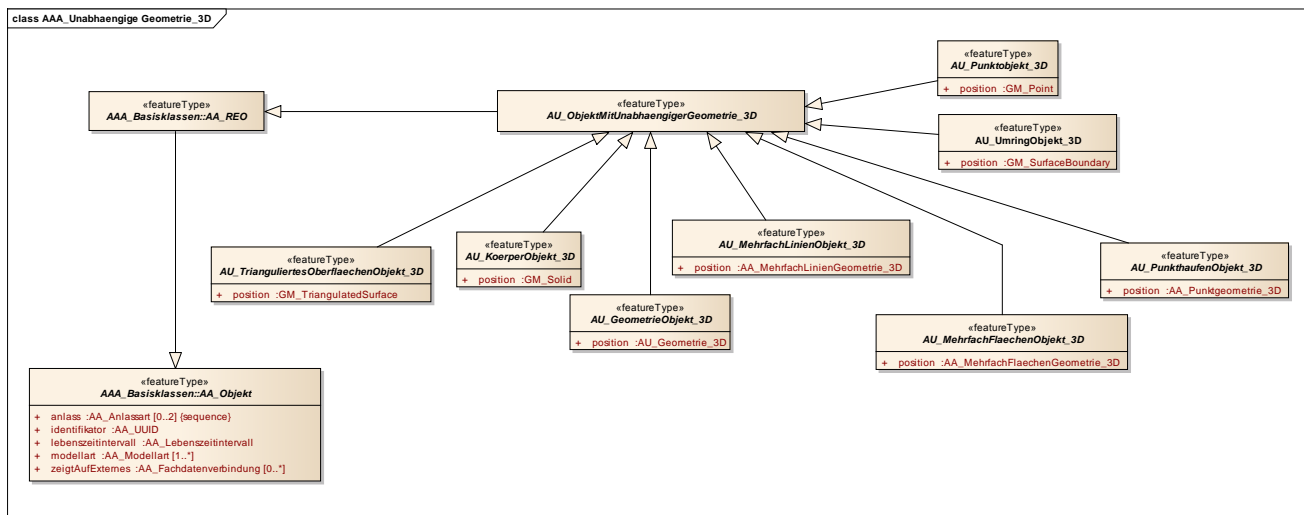 class AAA_Unabhaengige Geometrie_3D
«featureType»
AU_Punktobjekt_3D
+ position :GM_Point
«featureType»
AAA_Basisklassen::AA_REO
«featureType»
AU_ObjektMitUnabhaengigerGeometrie_3D
«featureType»
AU_UmringObjekt_3D
+ position :GM_SurfaceBoundary
«featureType»
AU_TrianguliertesOberflaechenObjekt_3D
+ position :GM_TriangulatedSurface
«featureType»
AU_KoerperObjekt_3D
+ position :GM_Solid
«featureType»
AU_MehrfachLinienObjekt_3D
+ position :AA_MehrfachLinienGeometrie_3D
«featureType»
AU_PunkthaufenObjekt_3D
+ position :AA_Punktgeometrie_3D
«featureType»
AU_GeometrieObjekt_3D
+ position :AU_Geometrie_3D
«featureType»
AU_MehrfachFlaechenObjekt_3D
+ position :AA_MehrfachFlaechenGeometrie_3D
«featureType»
AAA_Basisklassen::AA_Objekt
+ anlass :AA_Anlassart [0..2] {sequence}
+ identifikator :AA_UUID
+ lebenszeitintervall :AA_Lebenszeitintervall
+ modellart :AA_Modellart [1..*]
+ zeigtAufExternes :AA_Fachdatenverbindung [0..*]